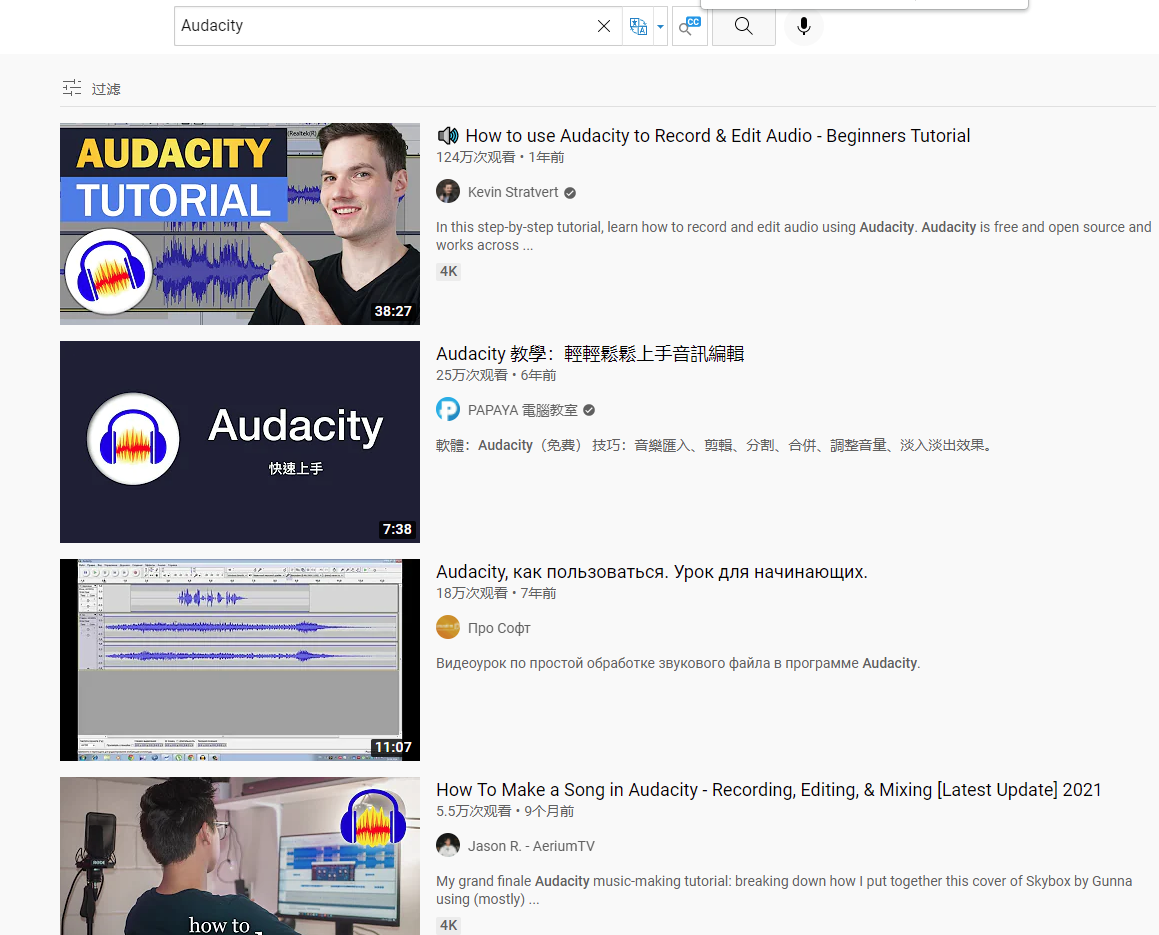 Audacity
过滤
AUDACITY
TUTORIAL
38:27
How to use Audacity to Record & Edit Audio - Beginners Tutorial
124万次观看 • 1年前
Kevin Stratvert
In this step-by-step tutorial, learn how to record and edit audio using Audacity. Audacity is free and open source and
works across ...
4K
Audacity
快速上手
7:38
Audacity 教學：輕輕鬆鬆上手音訊編輯
25万次观看 • 6年前
PAPAYA 電腦教室
軟體：Audacity（免費） 技巧：音樂匯入、剪輯、分割、合併、調整音量、淡入淡出效果。
11:07
Audacity, как пользоваться. Урок для начинающих.
18万次观看 • 7年前
Про Софт
Видеоурок по простой обработке звукового файла в программе Audacity.
how to
How To Make a Song in Audacity - Recording, Editing, & Mixing [Latest Update] 2021
5.5万次观看 • 9个月前
Jason R. - AeriumTV
My grand finale Audacity music-making tutorial: breaking down how I put together this cover of Skybox by Gunna
using (mostly) ...
4K